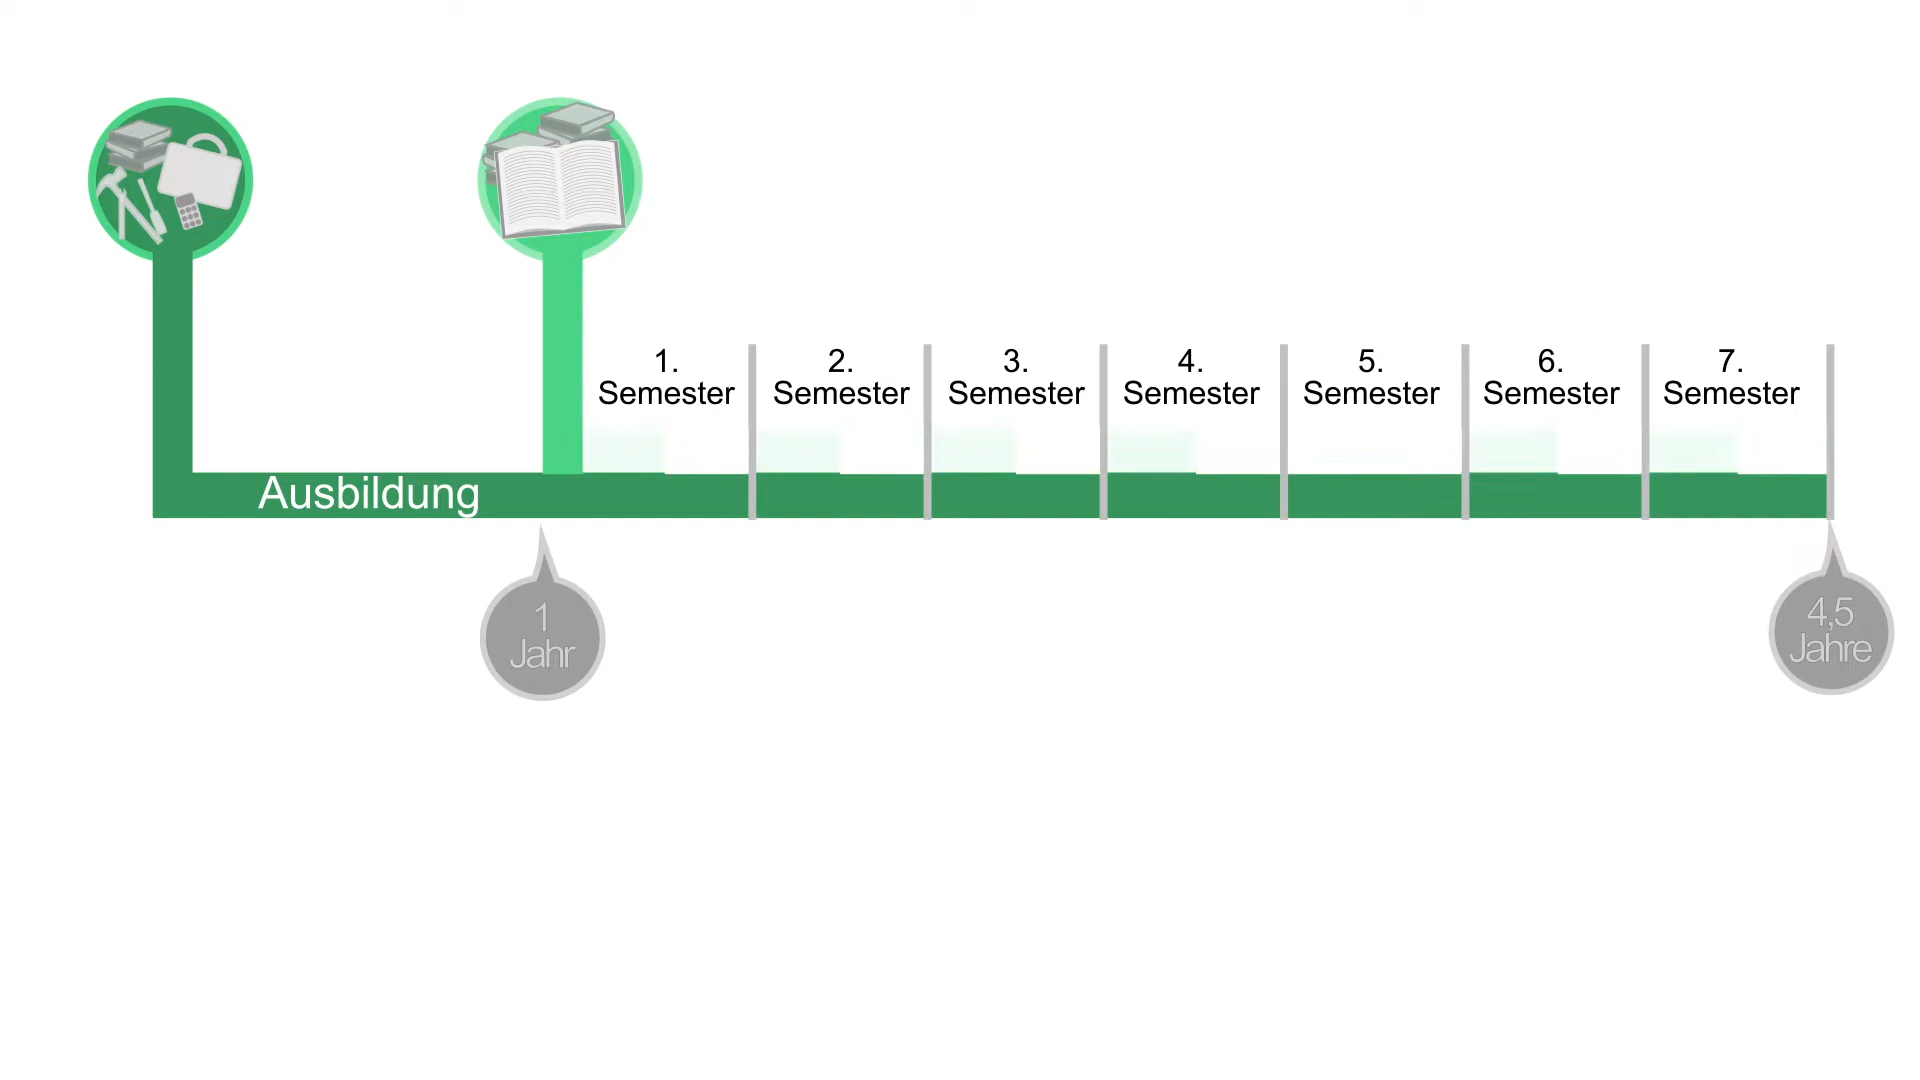 1.
Semester
2.
Semester
3.
Semester
4.
Semester
5.
Semester
6.
Semester
7.
Semester
Ausbildung
1
Jahr
4,5
Jahre